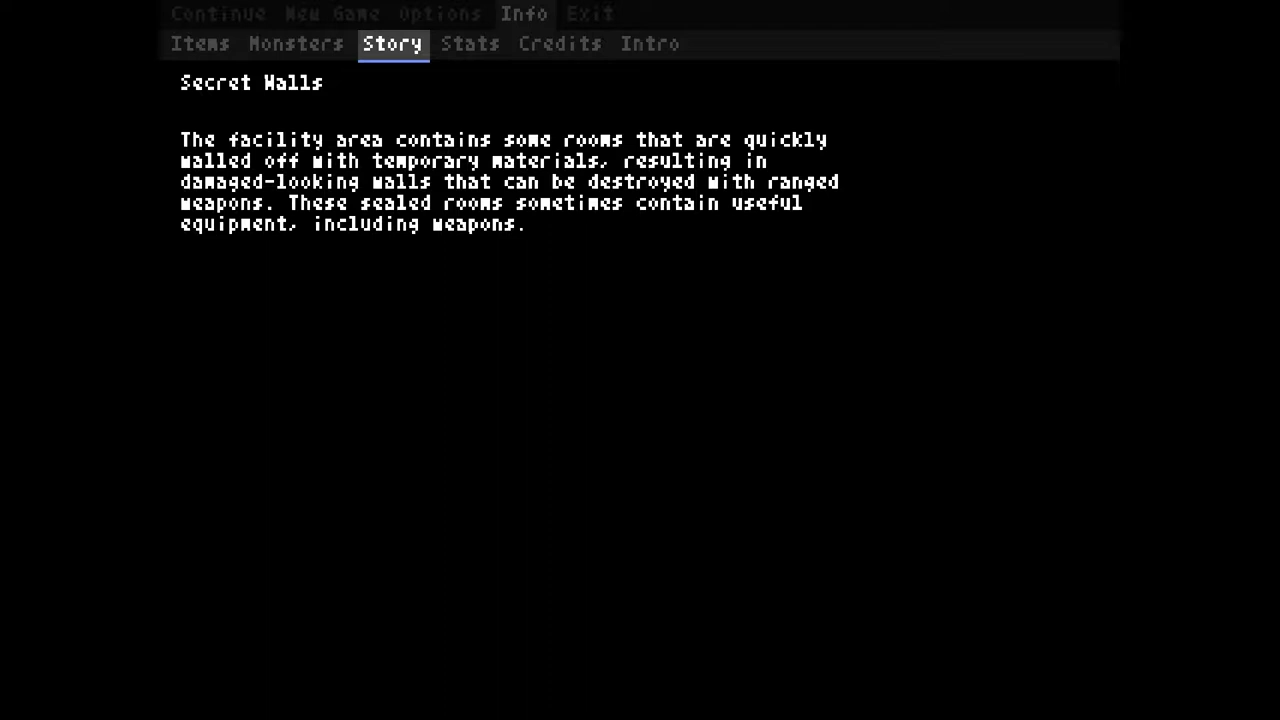 Continue New Game Options Info Exit
Items Monsters Story Stats Credits Intro
Secret Walls
The facility area contains some rooms that are quickly
walled off with temporary materials, resulting in
damaged-looking walls that can be destroyed with ranged
weapons. These sealed rooms sometimes contain useful
equipment, including weapons.